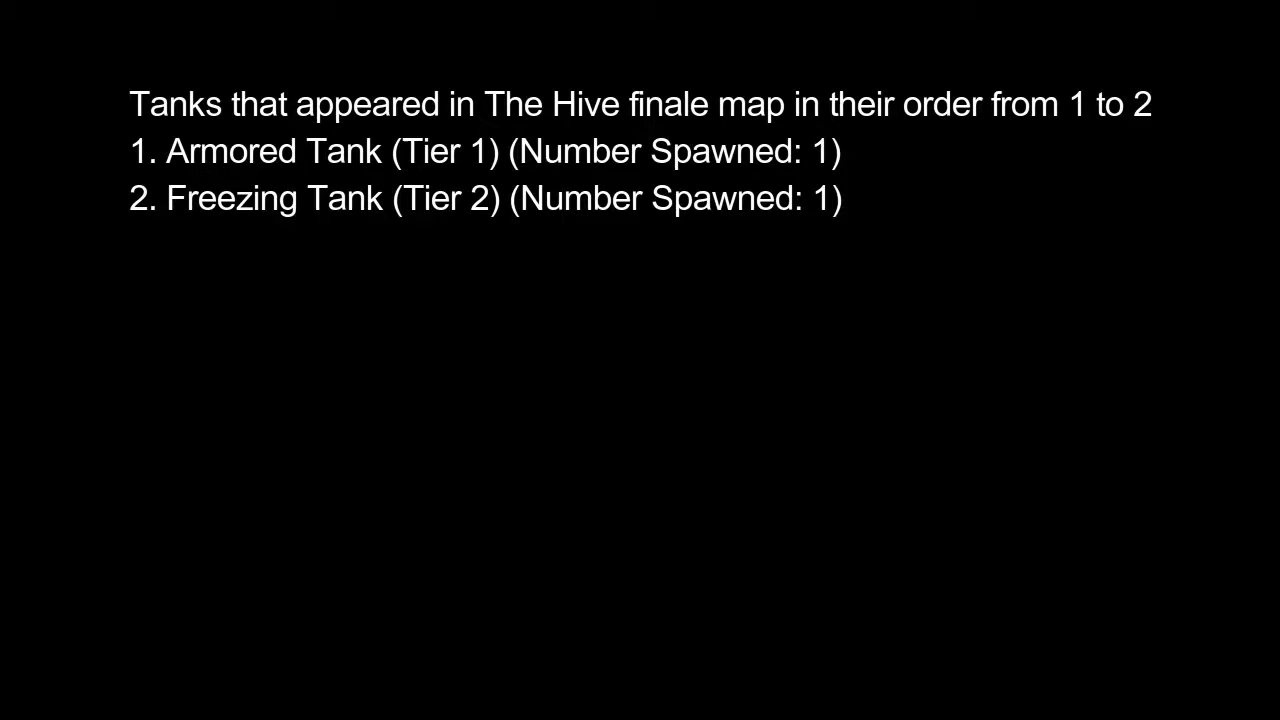 Tanks that appeared in The Hive finale map in their order from 1 to 2
1. Armored Tank (Tier 1) (Number Spawned: 1)
2. Freezing Tank (Tier 2) (Number Spawned: 1)